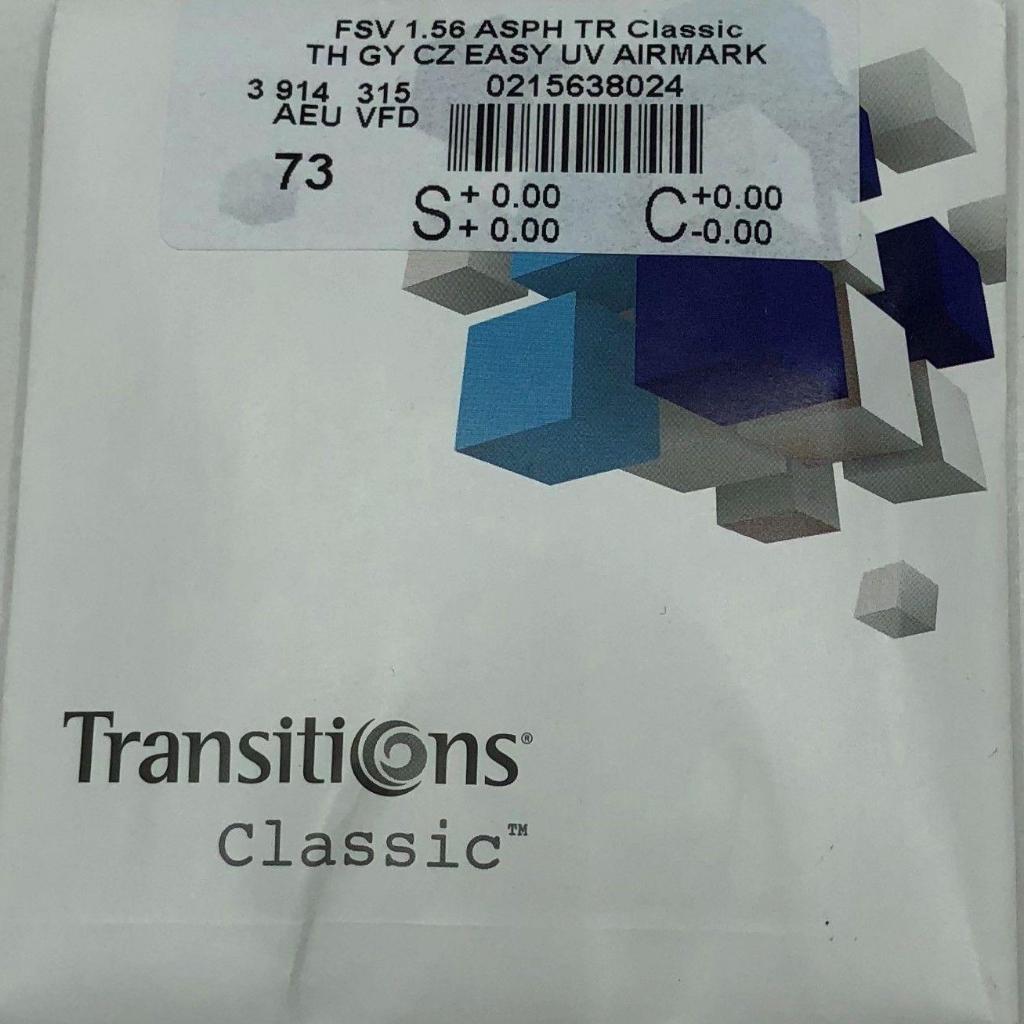 FSV 1.56 ASPH TR Classic
TH GY CZ EASY UV AIRMARK
3 914 315 0215638024
AEU VFD
73
S + 0.00 C +0.00
+ 0.00 -0.00
Transitions®
Classic™